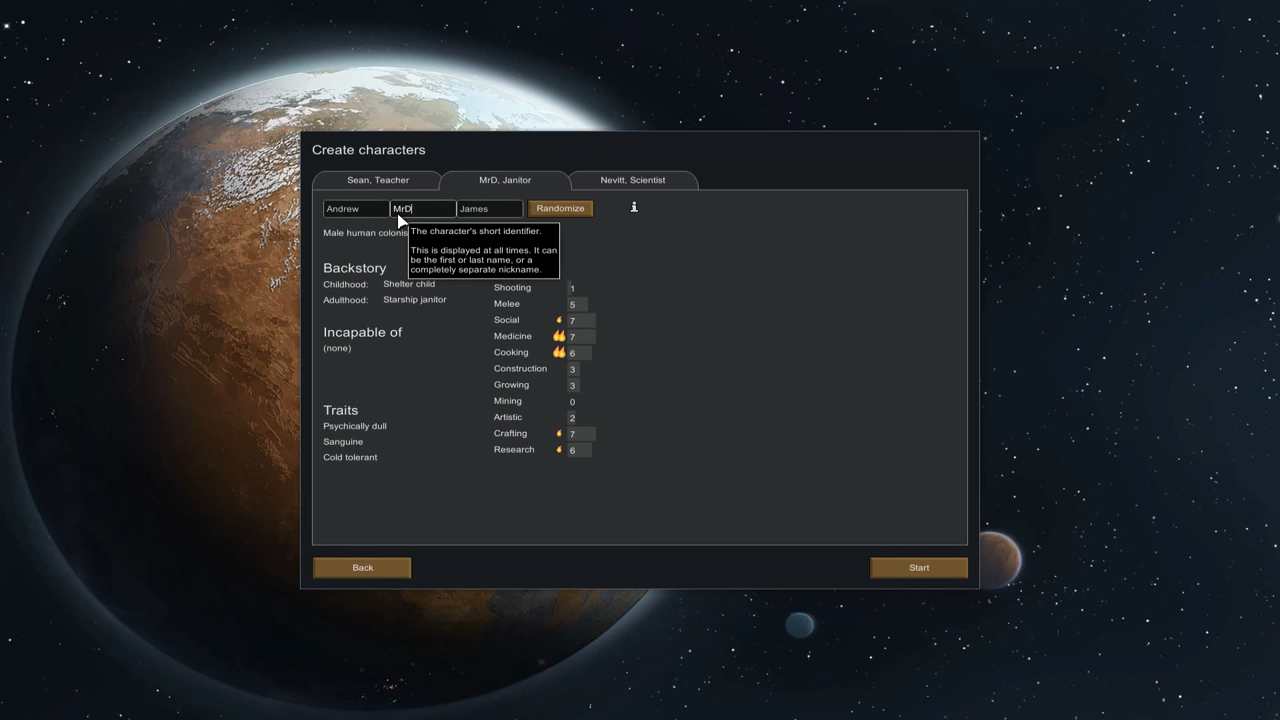 Create characters
Sean, Teacher
MrD, Janitor
Nevitt, Scientist
Andrew
MrD
James
Randomize
Male human colonis
The character's short identifier.
This is displayed at all times. It can
be the first or last name, or a
completely separate nickname.
Backstory
Childhood: Shelter child
Adulthood: Starship janitor
Incapable of
(none)
Traits
Psychically dull
Sanguine
Cold tolerant
Shooting 1
Melee 5
Social 7
Medicine 7
Cooking 6
Construction 3
Growing 3
Mining 0
Artistic 2
Crafting 7
Research 6
Back
Start